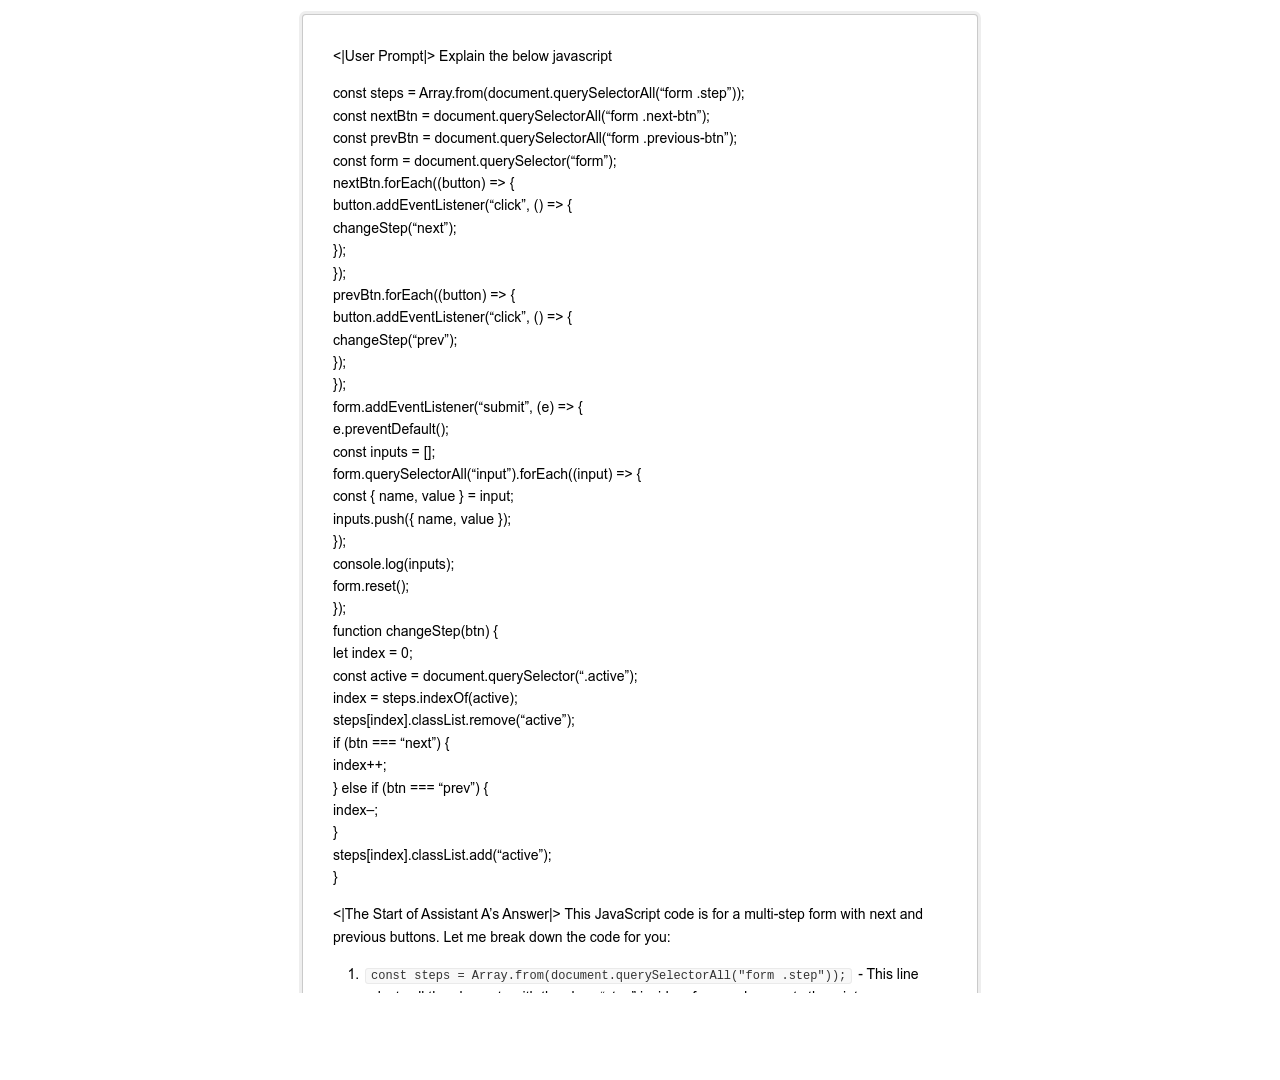 <|User Prompt|> Explain the below javascript
const steps = Array.from(document.querySelectorAll(“form .step”));
const nextBtn = document.querySelectorAll(“form .next-btn”);
const prevBtn = document.querySelectorAll(“form .previous-btn”);
const form = document.querySelector(“form”);
nextBtn.forEach((button) => {
button.addEventListener(“click”, () => {
changeStep(“next”);
});
});
prevBtn.forEach((button) => {
button.addEventListener(“click”, () => {
changeStep(“prev”);
});
});
form.addEventListener(“submit”, (e) => {
e.preventDefault();
const inputs = [];
form.querySelectorAll(“input”).forEach((input) => {
const { name, value } = input;
inputs.push({ name, value });
});
console.log(inputs);
form.reset();
});
function changeStep(btn) {
let index = 0;
const active = document.querySelector(“.active”);
index = steps.indexOf(active);
steps[index].classList.remove(“active”);
if (btn === “next”) {
index++;
} else if (btn === “prev”) {
index–;
}
steps[index].classList.add(“active”);
}
<|The Start of Assistant A’s Answer|> This JavaScript code is for a multi-step form with next and
previous buttons. Let me break down the code for you:
1. const steps = Array.from(document.querySelectorAll("form .step")); - This line